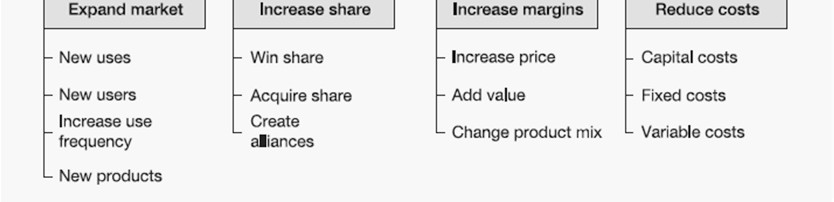 Expand market
New uses
New users
Increase use
frequency
New products
Increase share
Win share
Acquire share
Create
alliances
Increase margins
Increase price
Add value
Change product mix
Reduce costs
Capital costs
Fixed costs
Variable costs